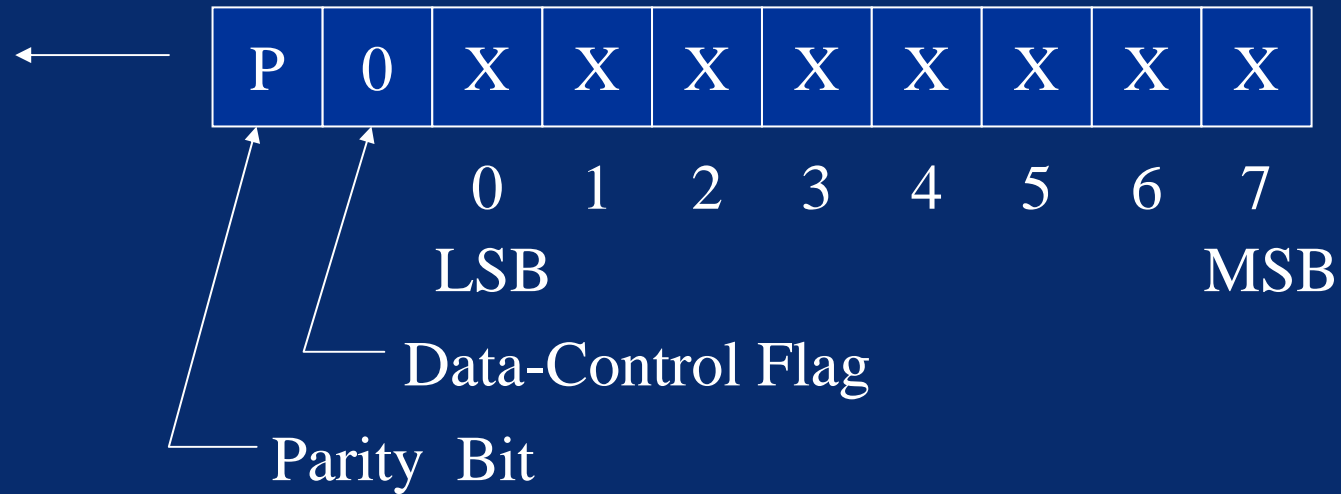 P 0 X X X X X X X X
0 1 2 3 4 5 6 7
LSB MSB
Data-Control Flag
Parity Bit